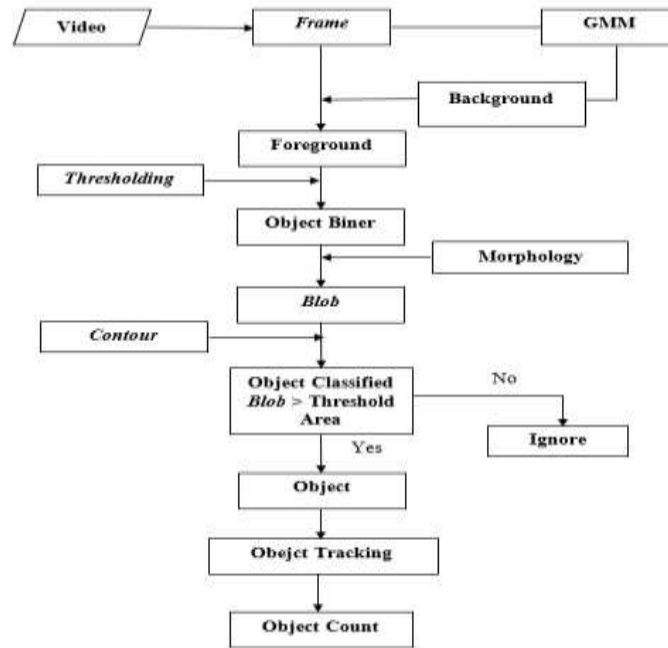 Video
Frame
GMM
Background
Foreground
Thresholding
Object Biner
Morphology
Blob
Contour
Object Classified
Blob > Threshold
Area
No
Ignore
Yes
Object
Obejct Tracking
Object Count